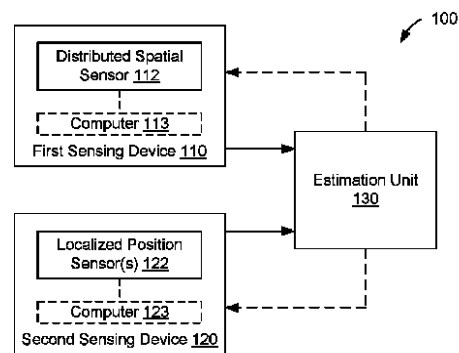 100
Distributed Spatial
Sensor 112
Computer 113
First Sensing Device 110
Estimation Unit
130
Localized Position
Sensor(s) 122
Computer 123
Second Sensing Device 120